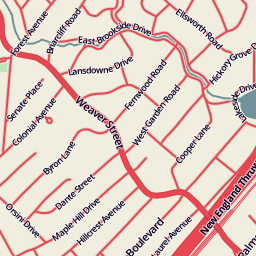 Forest Avenue
Briarcliff Road
East Brookside Drive
Ellsworth Road
Hickory Grove D
Lansdowne Drive
Fernwood Road
West Garden Road
Senate Place
Colonial Avenue
Weaver Street
Byron Lane
Cooper Lane
Dante Street
Orsini Drive
Maple Hill Drive
Hillcrest Avenue
Boulevard
Laurel Avenue
New England Thruw